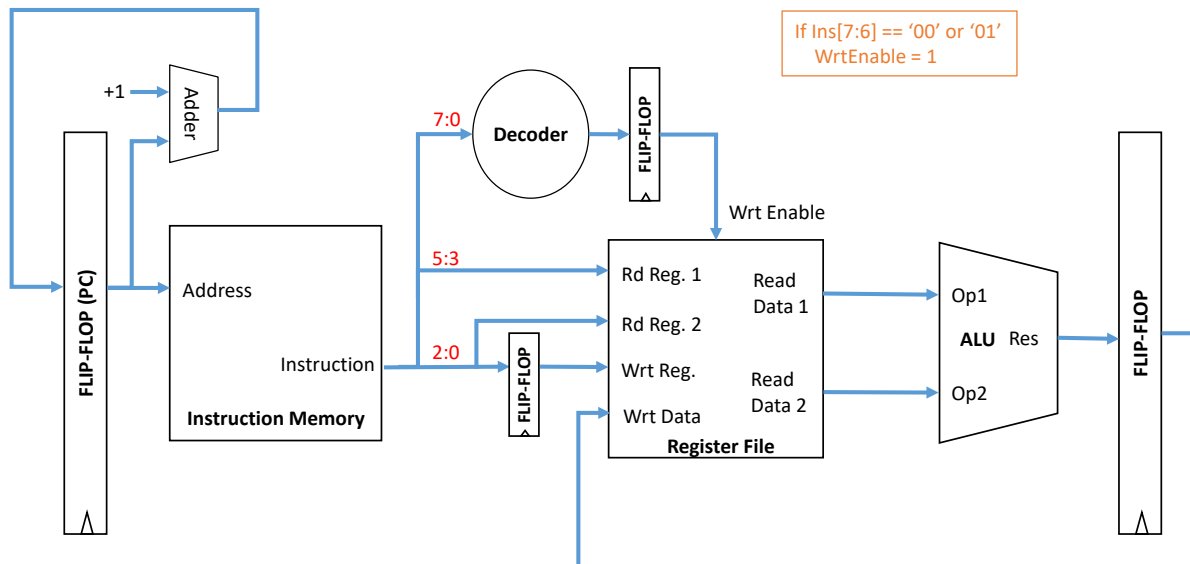 If Ins[7:6] == ‘00’ or ‘01’
WrtEnable = 1
+1
Adder
7:0
Decoder
FLIP-FLOP
FLIP-FLOP (PC)
Wrt Enable
Address
Instruction
Instruction Memory
5:3
2:0
FLIP-FLOP
Rd Reg. 1
Rd Reg. 2
Wrt Reg.
Wrt Data
Read
Data 1
Read
Data 2
Register File
Op1
ALU
Res
Op2
FLIP-FLOP